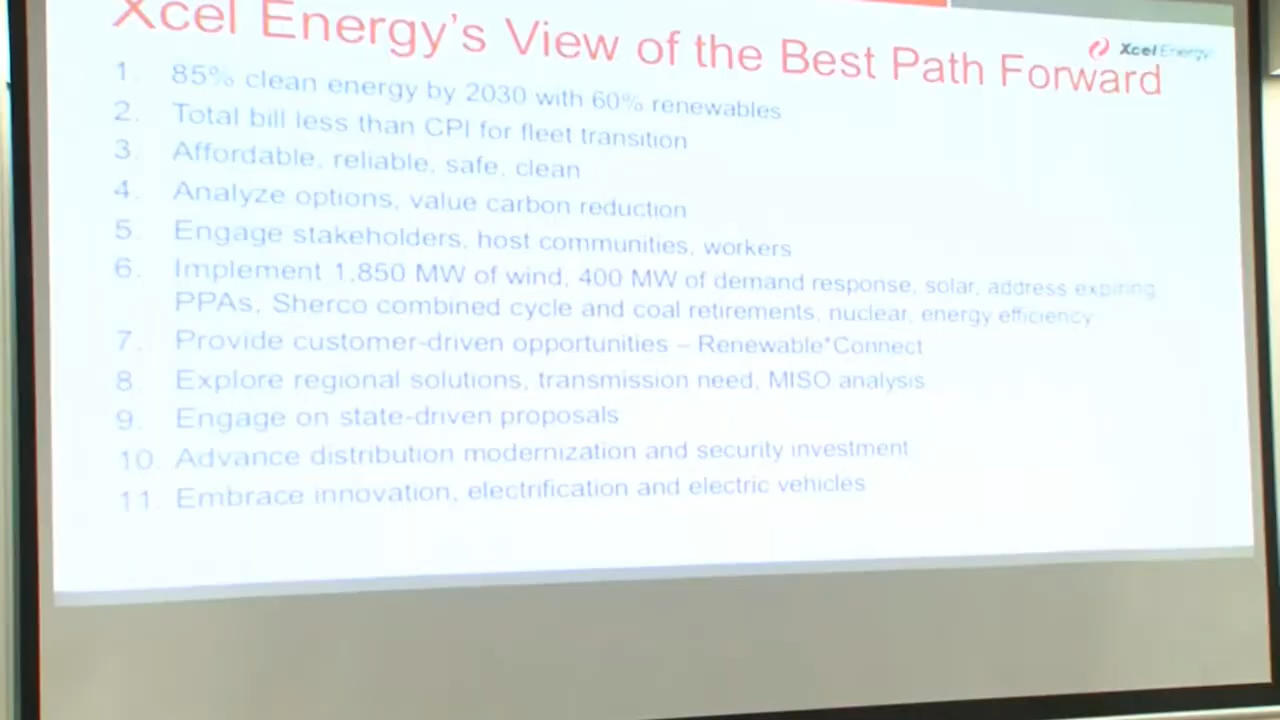 Xcel Energy's View of the Best Path Forward
Xcel Energy
1. 85% clean energy by 2030 with 60% renewables
2. Total bill less than CPI for fleet transition
3. Affordable, reliable, safe, clean
4. Analyze options, value carbon reduction
5. Engage stakeholders, host communities, workers
6. Implement 1,850 MW of wind, 400 MW of demand response, solar, address expiring
PPAs, Sherco combined cycle and coal retirements, nuclear, energy efficiency
7. Provide customer-driven opportunities – Renewable*Connect
8. Explore regional solutions, transmission need, MISO analysis
9. Engage on state-driven proposals
10. Advance distribution modernization and security investment
11. Embrace innovation, electrification and electric vehicles